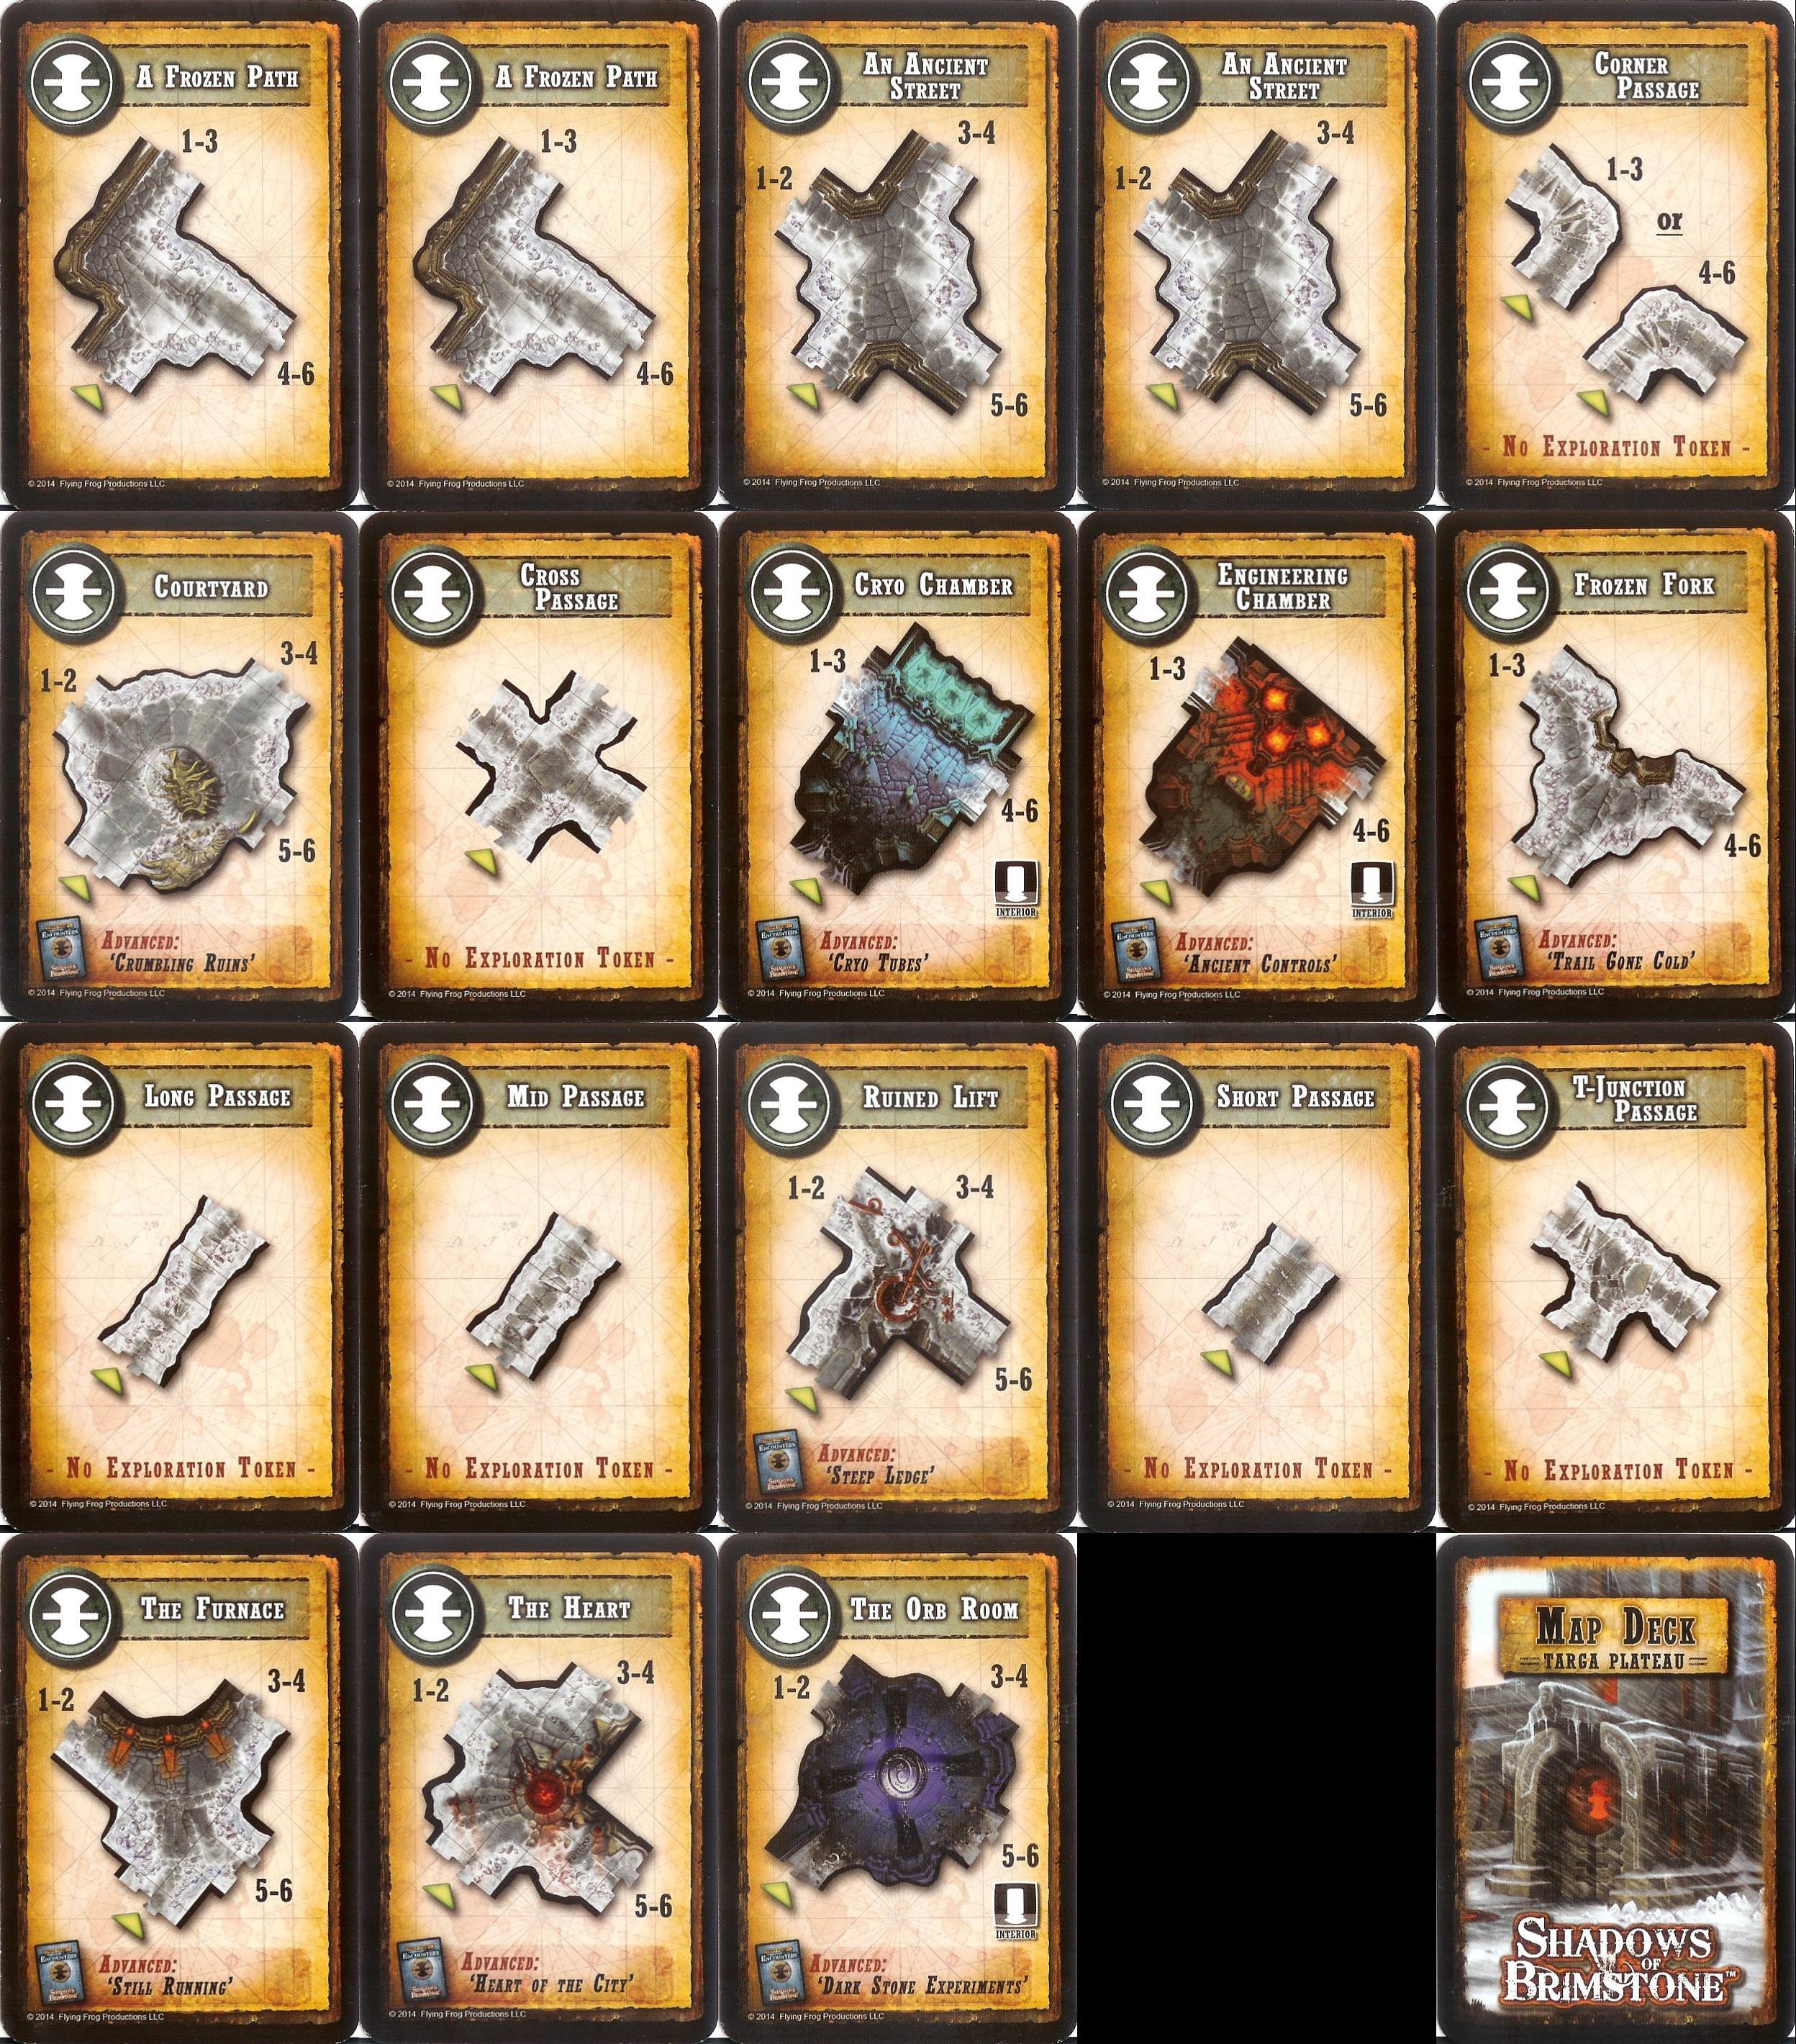 A Frozen Path
1-3
4-6
© 2014 Flying Frog Productions LLC
A Frozen Path
1-3
4-6
© 2014 Flying Frog Productions LLC
An Ancient
Street
3-4
1-2
5-6
© 2014 Flying Frog Productions LLC
An Ancient
Street
3-4
1-2
5-6
© 2014 Flying Frog Productions LLC
Corner
Passage
1-3
or
4-6
- No Exploration Token -
© 2014 Flying Frog Productions LLC
Courtyard
3-4
1-2
5-6
Encounters
Advanced:
'Crumbling Ruins'
© 2014 Flying Frog Productions LLC
Cross
Passage
- No Exploration Token -
© 2014 Flying Frog Productions LLC
Cryo Chamber
1-3
4-6
Interior
Encounters
Advanced:
'Cryo Tubes'
© 2014 Flying Frog Productions LLC
Engineering
Chamber
1-3
4-6
Interior
Encounters
Advanced:
'Ancient Controls'
© 2014 Flying Frog Productions LLC
Frozen Fork
1-3
4-6
Encounters
Advanced:
'Trail Gone Cold'
© 2014 Flying Frog Productions LLC
Long Passage
- No Exploration Token -
© 2014 Flying Frog Productions LLC
Mid Passage
- No Exploration Token -
© 2014 Flying Frog Productions LLC
Ruined Lift
1-2
3-4
5-6
Encounters
Advanced:
'Steep Ledge'
© 2014 Flying Frog Productions LLC
Short Passage
- No Exploration Token -
© 2014 Flying Frog Productions LLC
T-Junction
Passage
- No Exploration Token -
© 2014 Flying Frog Productions LLC
The Furnace
3-4
1-2
5-6
Encounters
Advanced:
'Still Running'
© 2014 Flying Frog Productions LLC
The Heart
3-4
1-2
5-6
Encounters
Advanced:
'Heart of the City'
© 2014 Flying Frog Productions LLC
The Orb Room
1-2
3-4
5-6
Interior
Encounters
Advanced:
'Dark Stone Experiments'
© 2014 Flying Frog Productions LLC
Map Deck
Targa Plateau
Shadows
of
Brimstone™